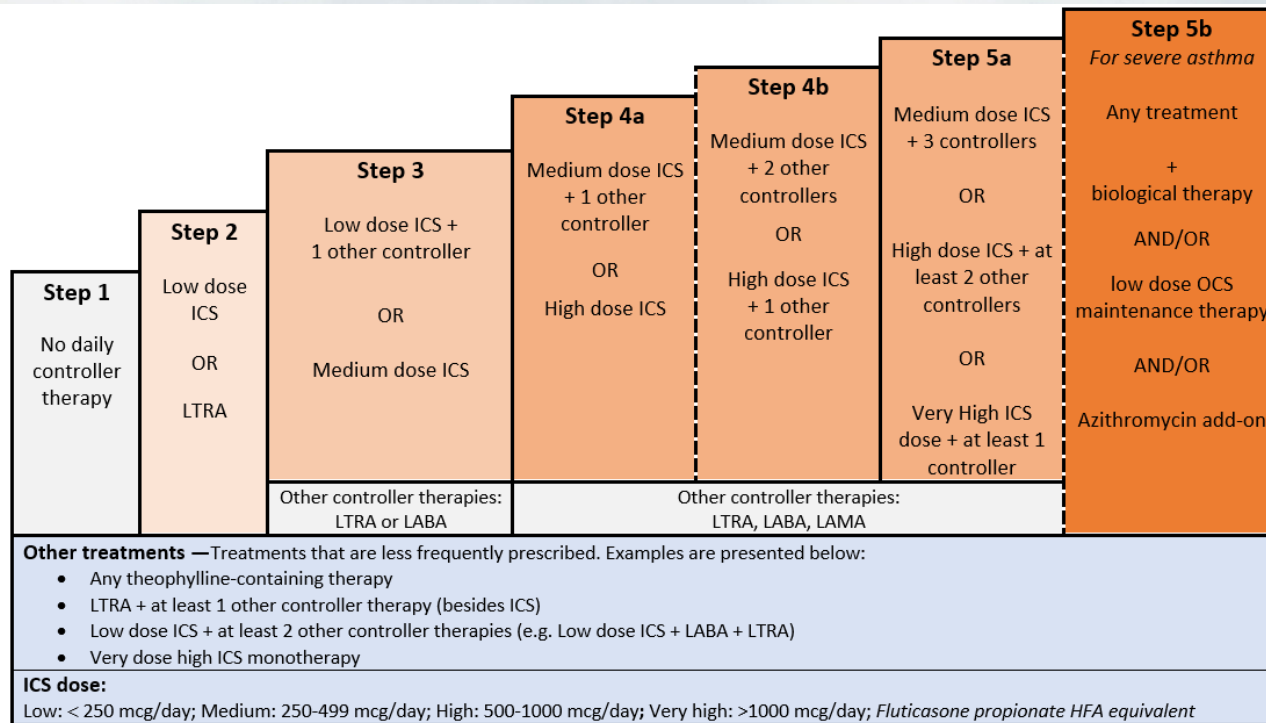 Step 1
No daily
controller
therapy
Step 2
Low dose
ICS
OR
LTRA
Step 3
Low dose ICS +
1 other controller
OR
Medium dose ICS
Other controller therapies:
LTRA or LABA
Step 4a
Medium dose ICS
+ 1 other
controller
OR
High dose ICS
Step 4b
Medium dose ICS
+ 2 other
controllers
OR
High dose ICS
+ 1 other
controller
Step 5a
Medium dose ICS
+ 3 controllers
OR
High dose ICS + at
least 2 other
controllers
OR
Very High ICS
dose + at least 1
controller
Other controller therapies:
LTRA, LABA, LAMA
Step 5b
For severe asthma
Any treatment
+
biological therapy
AND/OR
low dose OCS
maintenance therapy
AND/OR
Azithromycin add-on
Other treatments —Treatments that are less frequently prescribed. Examples are presented below:
• Any theophylline-containing therapy
• LTRA + at least 1 other controller therapy (besides ICS)
• Low dose ICS + at least 2 other controller therapies (e.g. Low dose ICS + LABA + LTRA)
• Very dose high ICS monotherapy
ICS dose:
Low: < 250 mcg/day; Medium: 250-499 mcg/day; High: 500-1000 mcg/day; Very high: >1000 mcg/day; Fluticasone propionate HFA equivalent